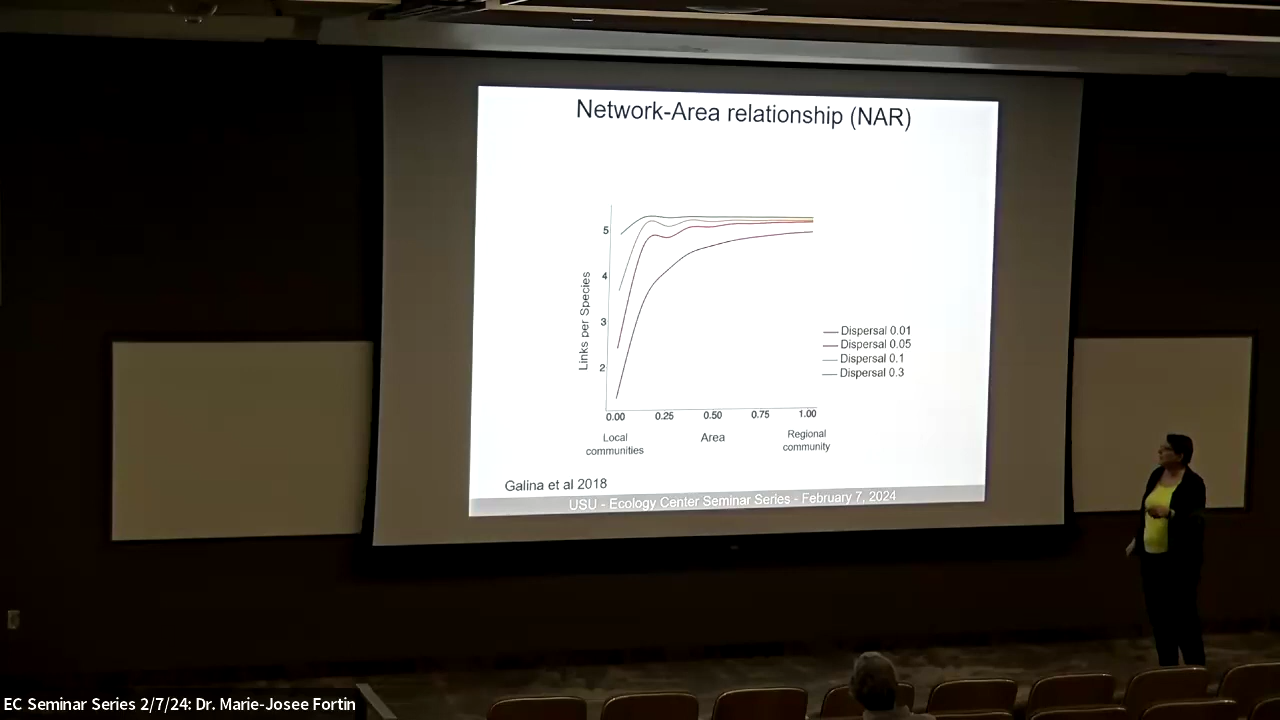 Network-Area relationship (NAR)
Links per Species
5
4
3
2
0.00 0.25 0.50 0.75 1.00
Local communities
Area
Regional community
Dispersal 0.01
Dispersal 0.05
Dispersal 0.1
Dispersal 0.3
Galina et al 2018
USU - Ecology Center Seminar Series - February 7, 2024
EC Seminar Series 2/7/24: Dr. Marie-Josee Fortin